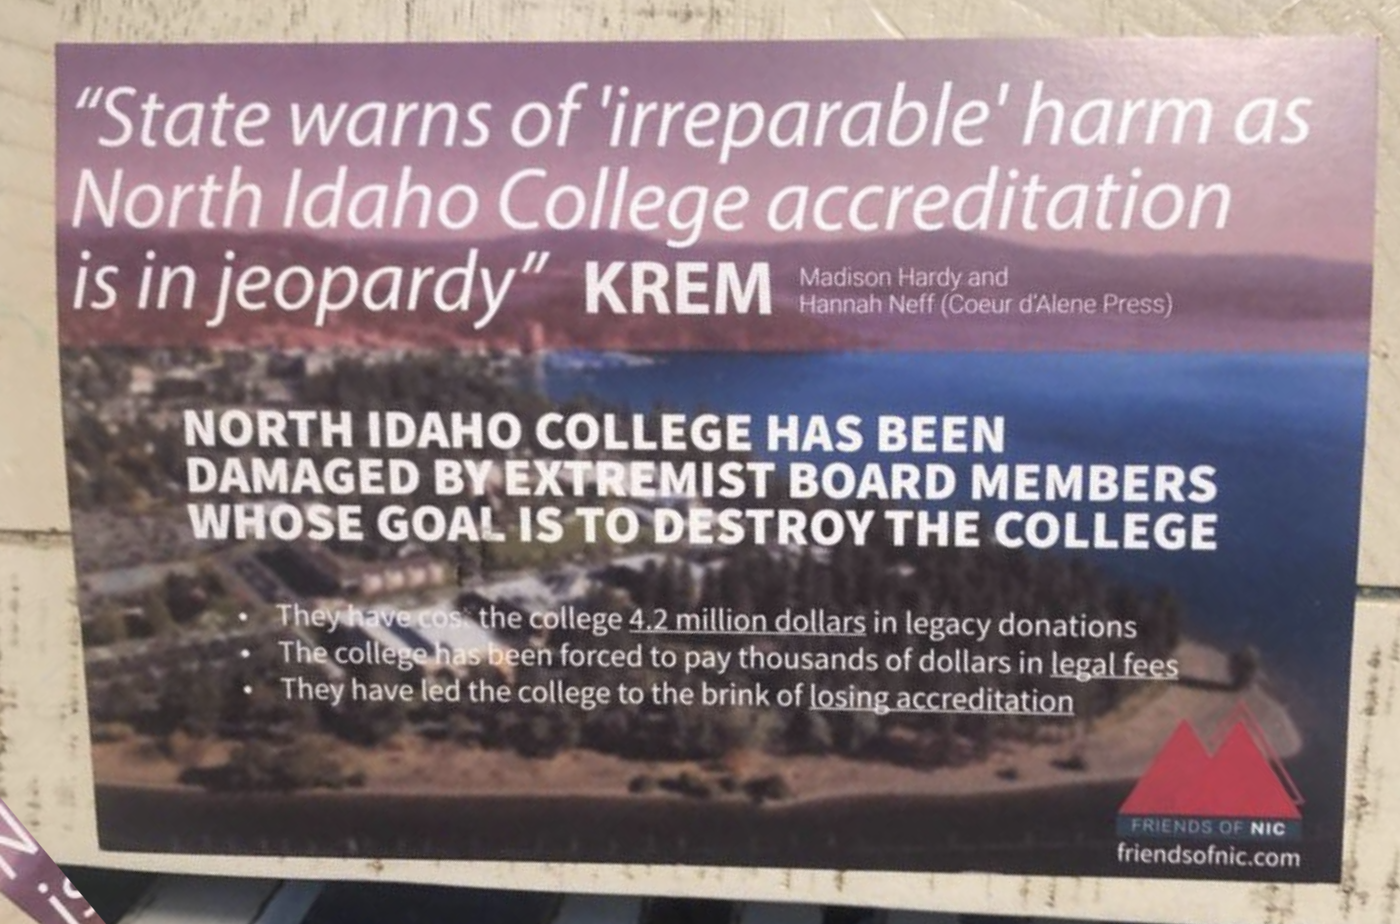 “State warns of 'irreparable' harm as
North Idaho College accreditation
is in jeopardy” KREM Madison Hardy and
Hannah Neff (Coeur d'Alene Press)
NORTH IDAHO COLLEGE HAS BEEN
DAMAGED BY EXTREMIST BOARD MEMBERS
WHOSE GOAL IS TO DESTROY THE COLLEGE
• They have cost the college 4.2 million dollars in legacy donations
• The college has been forced to pay thousands of dollars in legal fees
• They have led the college to the brink of losing accreditation
FRIENDS OF NIC
friendsofnic.com